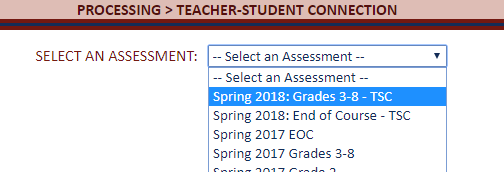 PROCESSING > TEACHER-STUDENT CONNECTION
SELECT AN ASSESSMENT: -- Select an Assessment --
-- Select an Assessment --
Spring 2018: Grades 3-8 - TSC
Spring 2018: End of Course - TSC
Spring 2017 EOC
Spring 2017 Grades 3-8
Spring 2017 Grade 2